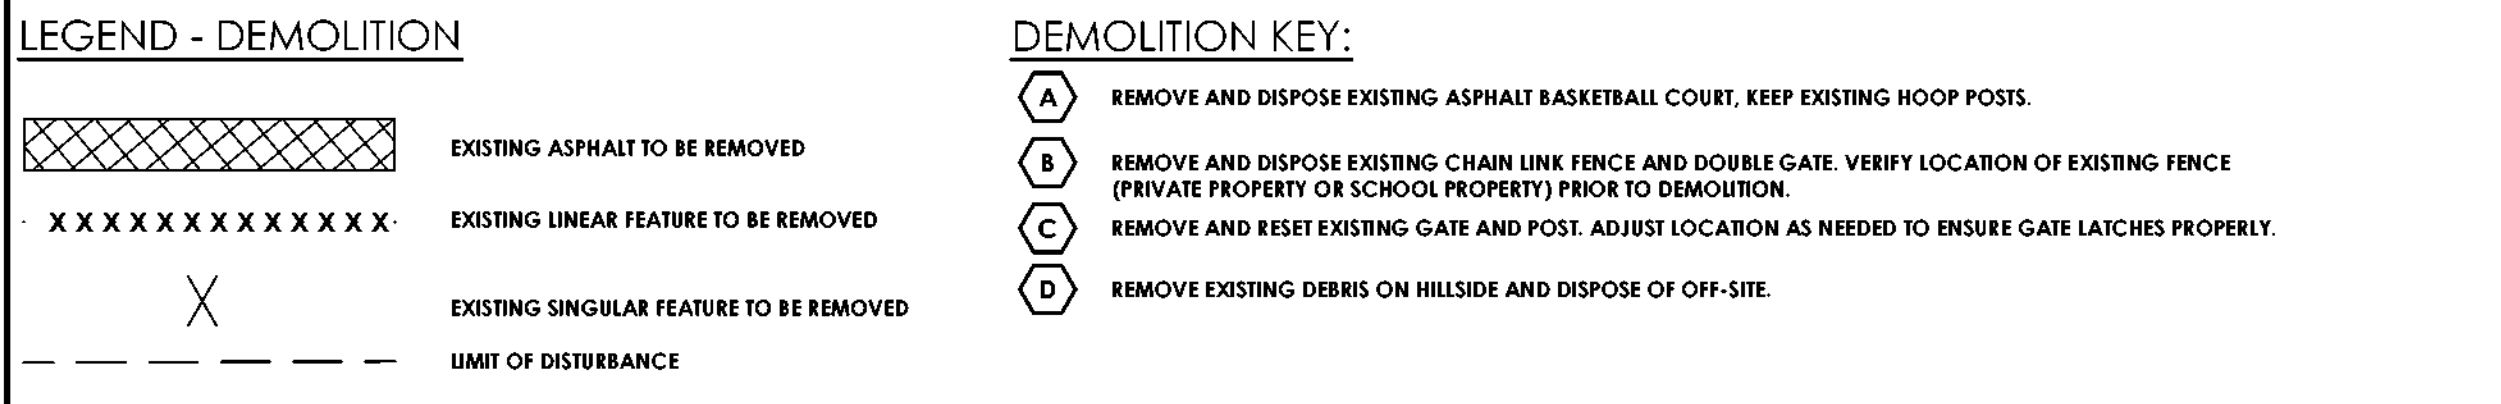 LEGEND - DEMOLITION
EXISTING ASPHALT TO BE REMOVED
X X X X X X X X X X X X X
EXISTING LINEAR FEATURE TO BE REMOVED
X
EXISTING SINGULAR FEATURE TO BE REMOVED
LIMIT OF DISTURBANCE
DEMOLITION KEY:
A REMOVE AND DISPOSE EXISTING ASPHALT BASKETBALL COURT, KEEP EXISTING HOOP POSTS.
B REMOVE AND DISPOSE EXISTING CHAIN LINK FENCE AND DOUBLE GATE. VERIFY LOCATION OF EXISTING FENCE
(PRIVATE PROPERTY OR SCHOOL PROPERTY) PRIOR TO DEMOLITION.
C REMOVE AND RESET EXISTING GATE AND POST. ADJUST LOCATION AS NEEDED TO ENSURE GATE LATCHES PROPERLY.
D REMOVE EXISTING DEBRIS ON HILLSIDE AND DISPOSE OF OFF-SITE.